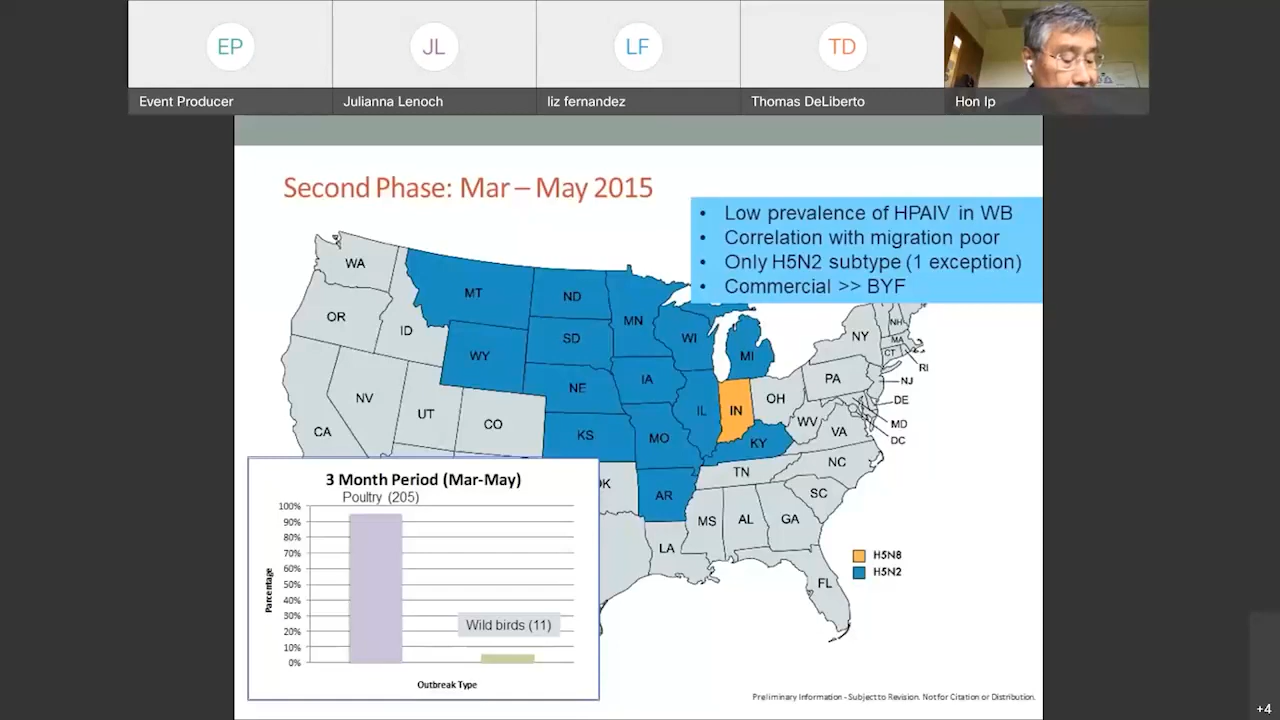 EP
JL
LF
TD
Event Producer
Julianna Lenoch
liz fernandez
Thomas DeLiberto
Hon Ip
Second Phase: Mar – May 2015
• Low prevalence of HPAIV in WB
• Correlation with migration poor
• Only H5N2 subtype (1 exception)
• Commercial >> BYF
WA
MT
ND
MN
OR
ID
SD
WI
MI
NY
NH
MA
CT
RI
WY
NE
IA
PA
NJ
NV
UT
CO
IL
IN
OH
DE
MD
DC
CA
KS
MO
KY
WV
VA
NC
TN
AR
SC
MS
AL
GA
LA
FL
3 Month Period (Mar-May)
Poultry (205)
100%
90%
80%
70%
60%
50%
40%
30%
20%
10%
0%
Percentage
Wild birds (11)
Outbreak Type
H5N8
H5N2
Preliminary Information - Subject to Revision. Not for Citation or Distribution.
+4